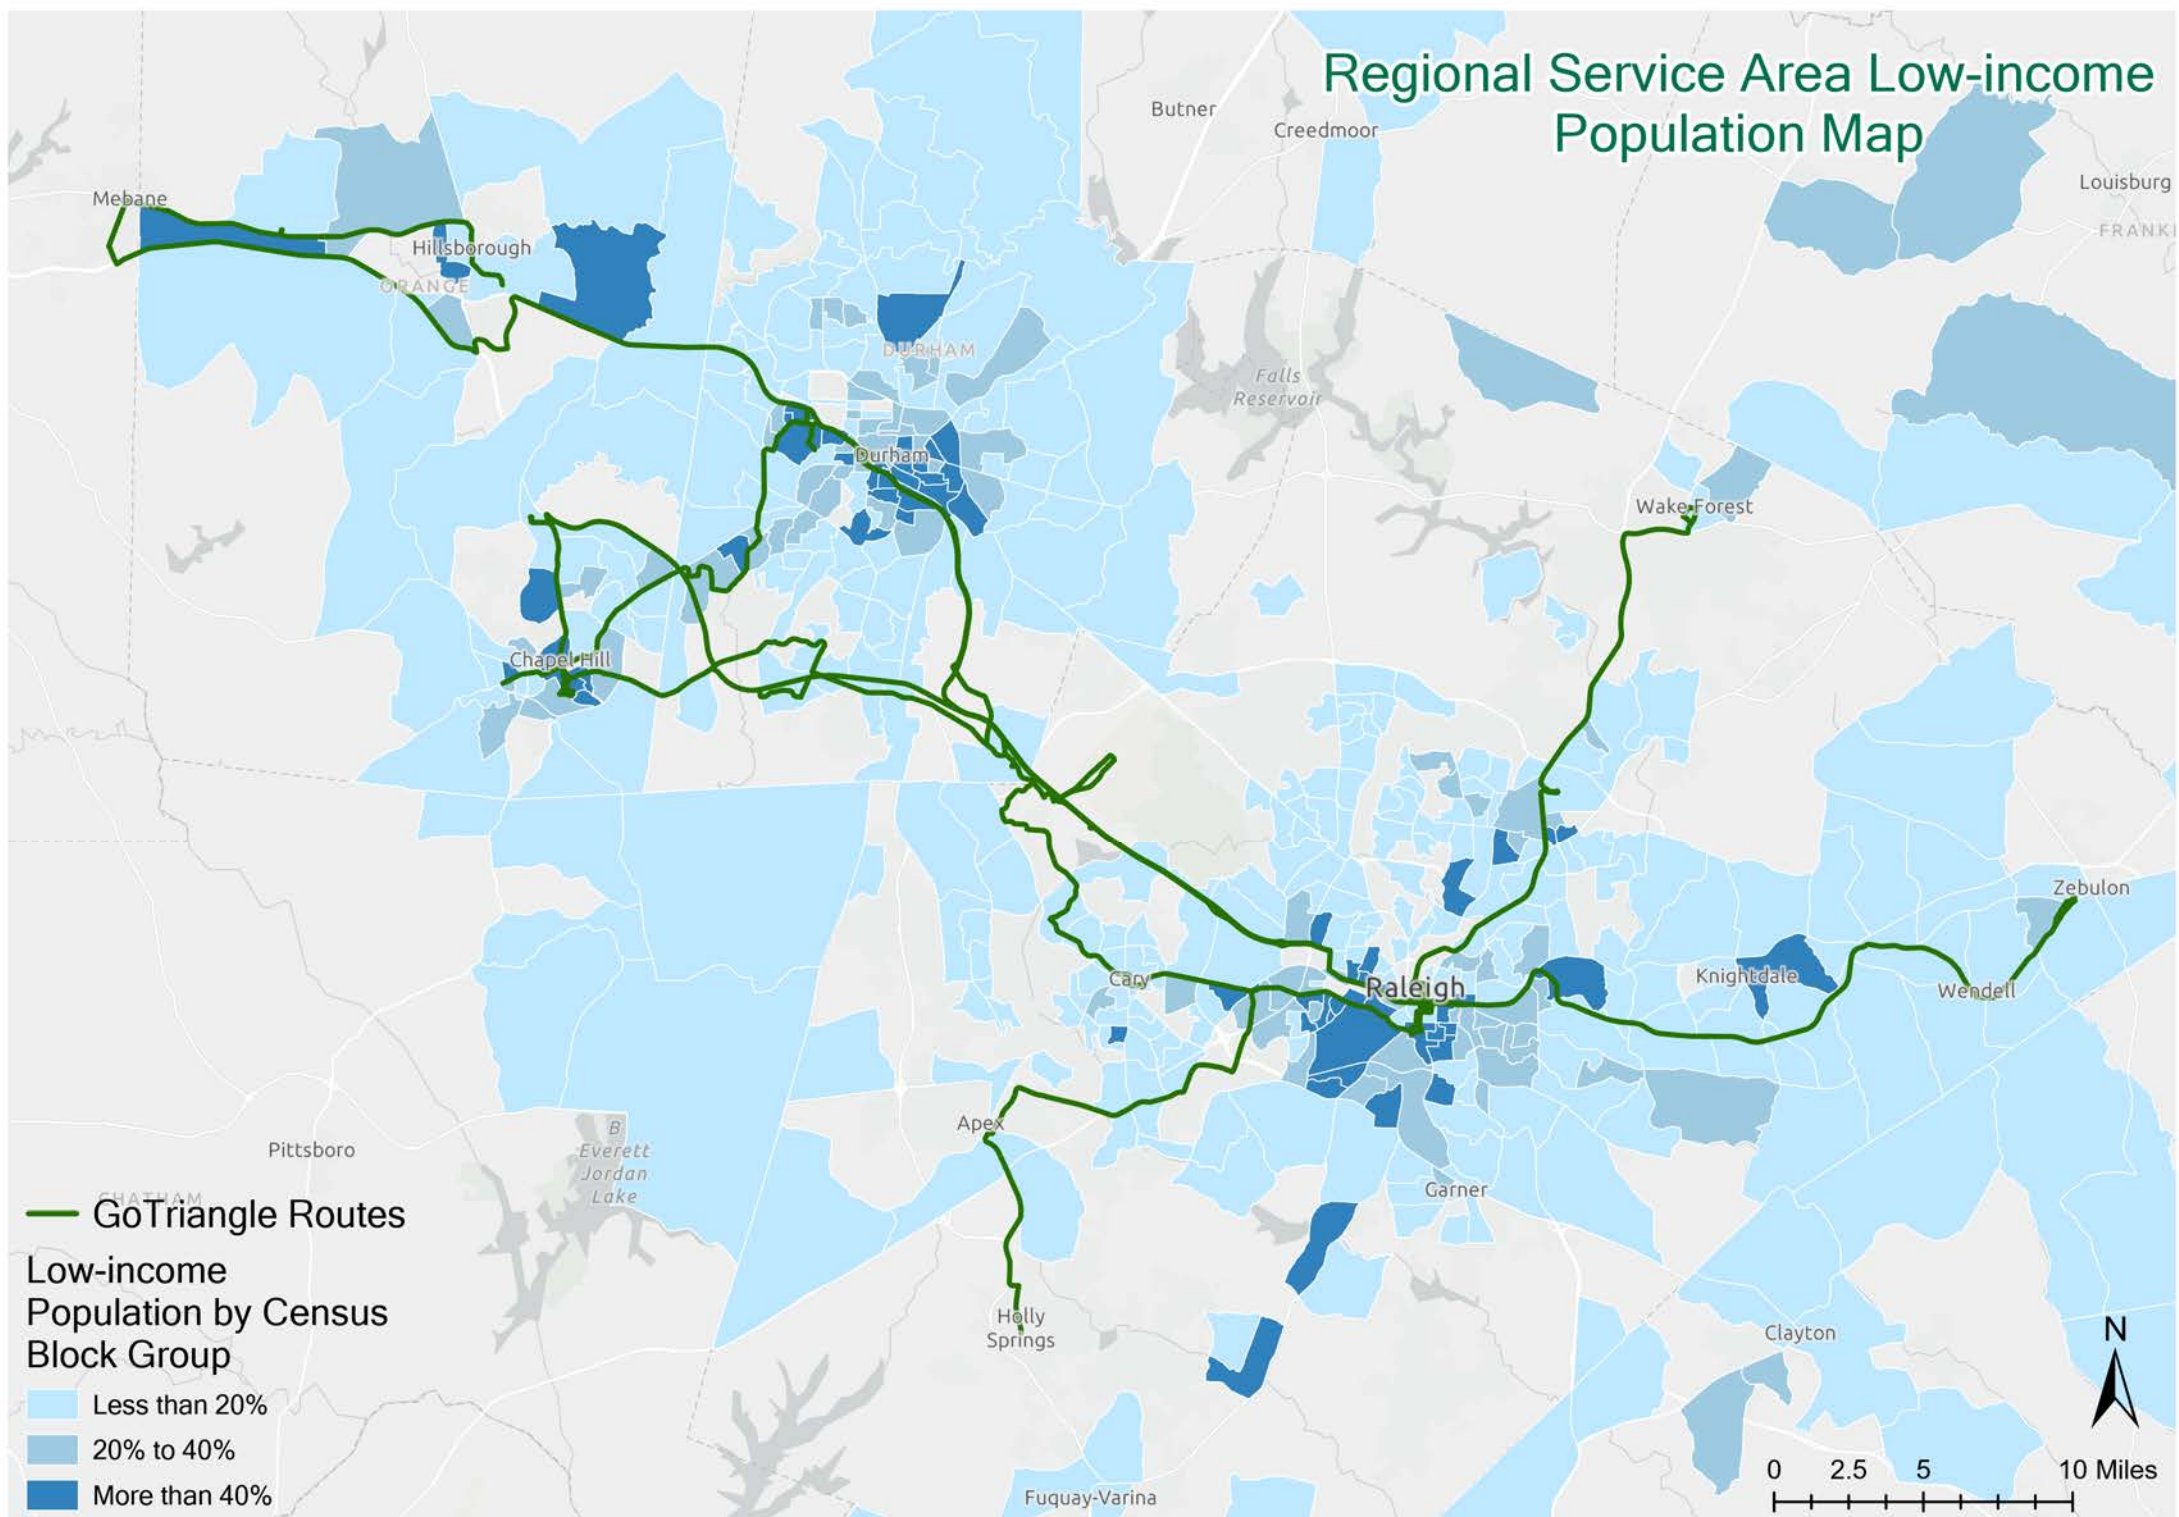 Regional Service Area Low-income
Population Map
Butner
Creedmoor
Louisburg
FRANKI
Mebane
Hillsborough
ORANGE
DURHAM
Falls
Reservoir
Durham
Wake Forest
Chapel Hill
Zebulon
Cary
Raleigh
Knightdale
Wendell
Apex
Pittsboro
B
Everett
Jordan
Lake
Garner
CHATHAM
Holly
Springs
Clayton
Fuquay-Varina
GoTriangle Routes
Low-income
Population by Census
Block Group
Less than 20%
20% to 40%
More than 40%
N
0 2.5 5 10 Miles